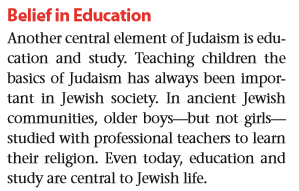 Belief in Education
Another central element of Judaism is edu-
cation and study. Teaching children the
basics of Judaism has always been impor-
tant in Jewish society. In ancient Jewish
communities, older boys—but not girls—
studied with professional teachers to learn
their religion. Even today, education and
study are central to Jewish life.